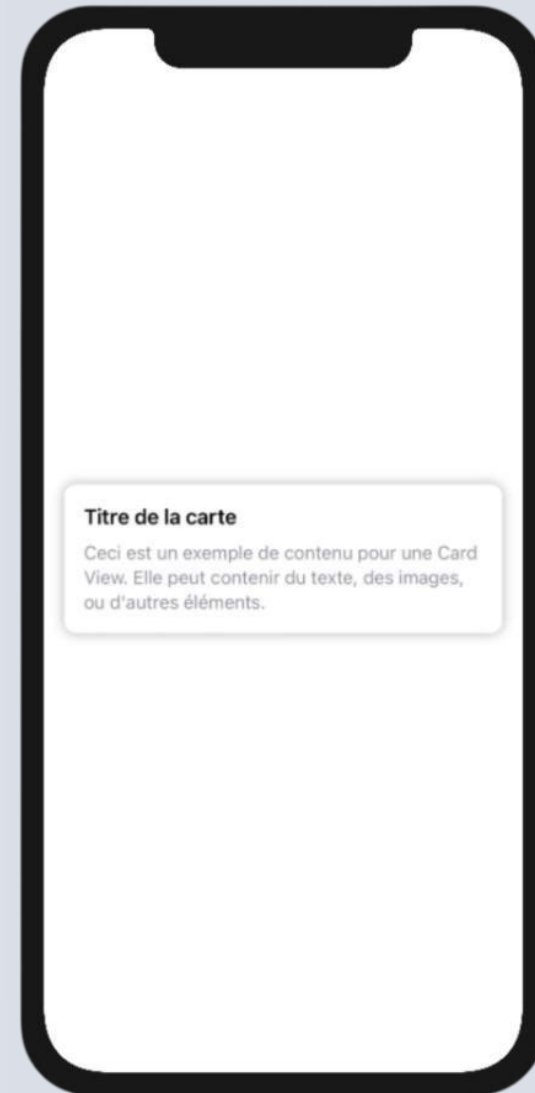 Titre de la carte
Ceci est un exemple de contenu pour une Card
View. Elle peut contenir du texte, des images,
ou d'autres éléments.